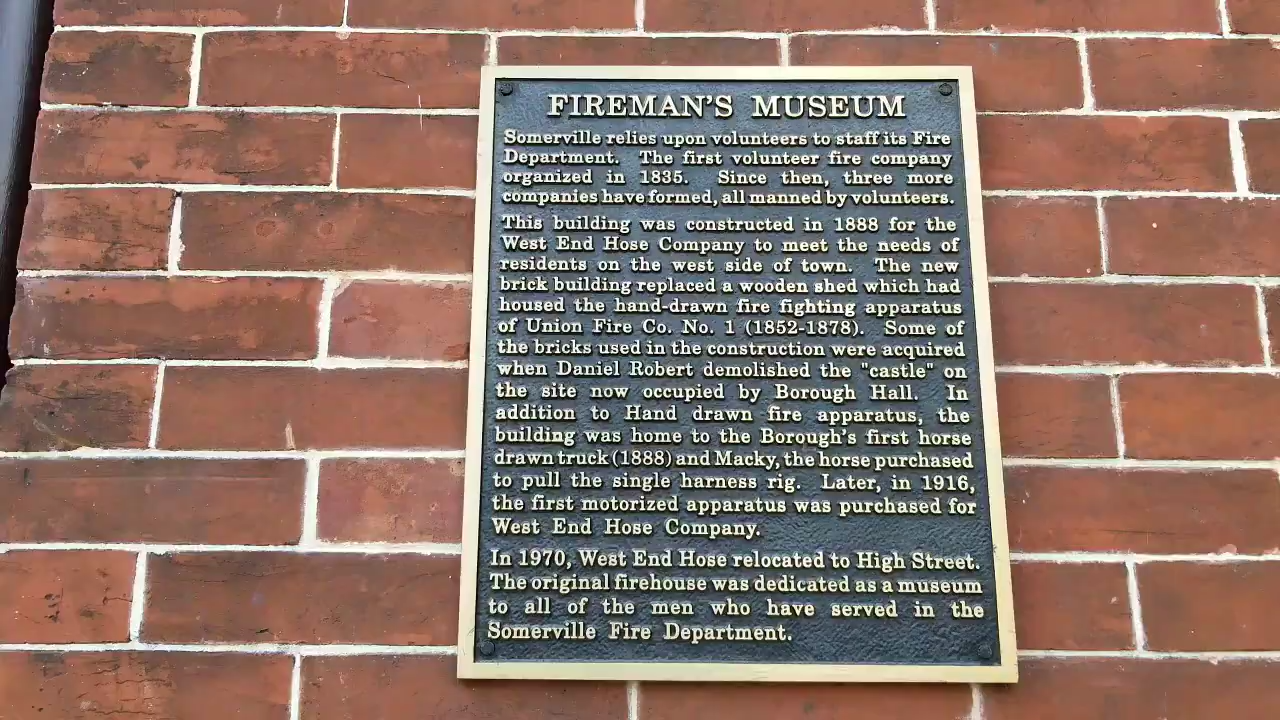 FIREMAN'S MUSEUM
Somerville relies upon volunteers to staff its Fire
Department. The first volunteer fire company
organized in 1835. Since then, three more
companies have formed, all manned by volunteers.
This building was constructed in 1888 for the
West End Hose Company to meet the needs of
residents on the west side of town. The new
brick building replaced a wooden shed which had
housed the hand-drawn fire fighting apparatus
of Union Fire Co. No. 1 (1852-1878). Some of
the bricks used in the construction were acquired
when Daniel Robert demolished the "castle" on
the site now occupied by Borough Hall. In
addition to Hand drawn fire apparatus, the
building was home to the Borough's first horse
drawn truck (1888) and Macky, the horse purchased
to pull the single harness rig. Later, in 1916,
the first motorized apparatus was purchased for
West End Hose Company.
In 1970, West End Hose relocated to High Street.
The original firehouse was dedicated as a museum
to all of the men who have served in the
Somerville Fire Department.